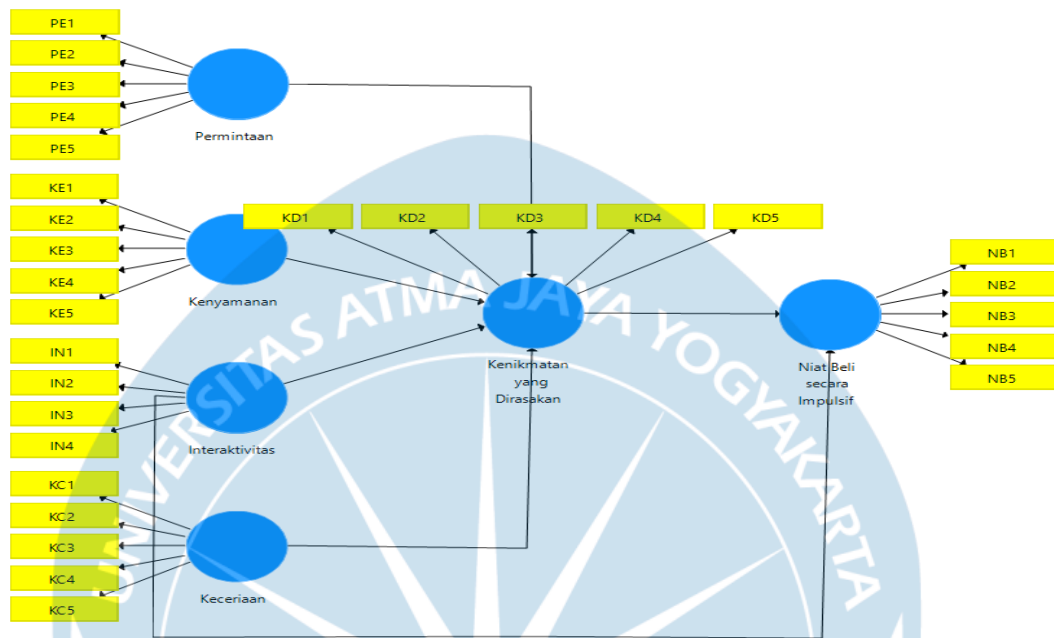 PE1
PE2
PE3
PE4
PE5
Permintaan
KE1
KE2
KE3
KE4
KE5
Kenyamanan
KD1
KD2
KD3
KD4
KD5
IN1
IN2
IN3
IN4
Interaktivitas
Kenikmatan
yang
Dirasakan
NB1
NB2
NB3
NB4
NB5
Niat Beli
secara
Impulsif
KC1
KC2
KC3
KC4
KC5
Keceriaan
UNIVERSITAS ATMA JAYA YOGYAKARTA